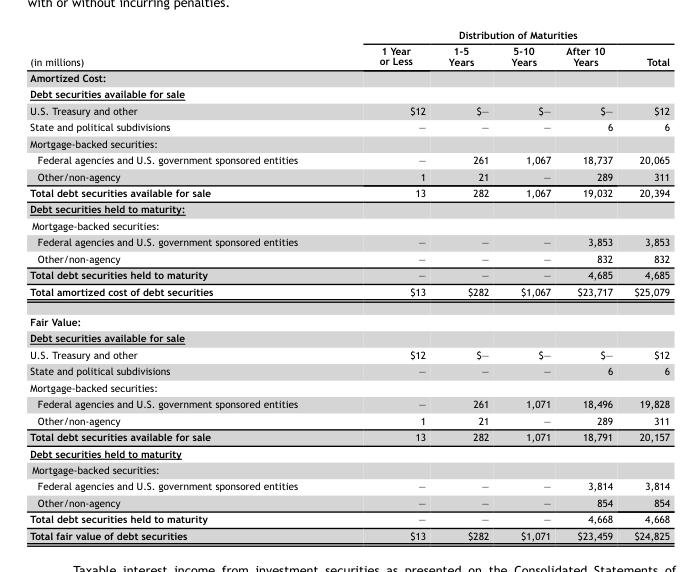 with or without incurring penalties.
Distribution of Maturities
(in millions) 1 Year or Less 1-5 Years 5-10 Years After 10 Years Total
Amortized Cost:
Debt securities available for sale
U.S. Treasury and other $12 $— $— $— $12
State and political subdivisions — — — 6 6
Mortgage-backed securities:
Federal agencies and U.S. government sponsored entities — 261 1,067 18,737 20,065
Other/non-agency 1 21 — 289 311
Total debt securities available for sale 13 282 1,067 19,032 20,394
Debt securities held to maturity:
Mortgage-backed securities:
Federal agencies and U.S. government sponsored entities — — — 3,853 3,853
Other/non-agency — — — 832 832
Total debt securities held to maturity — — — 4,685 4,685
Total amortized cost of debt securities $13 $282 $1,067 $23,717 $25,079
Fair Value:
Debt securities available for sale
U.S. Treasury and other $12 $— $— $— $12
State and political subdivisions — — — 6 6
Mortgage-backed securities:
Federal agencies and U.S. government sponsored entities — 261 1,071 18,496 19,828
Other/non-agency 1 21 — 289 311
Total debt securities available for sale 13 282 1,071 18,791 20,157
Debt securities held to maturity
Mortgage-backed securities:
Federal agencies and U.S. government sponsored entities — — — 3,814 3,814
Other/non-agency — — — 854 854
Total debt securities held to maturity — — — 4,668 4,668
Total fair value of debt securities $13 $282 $1,071 $23,459 $24,825
Taxable interest income from investment securities as presented on the Consolidated Statements of